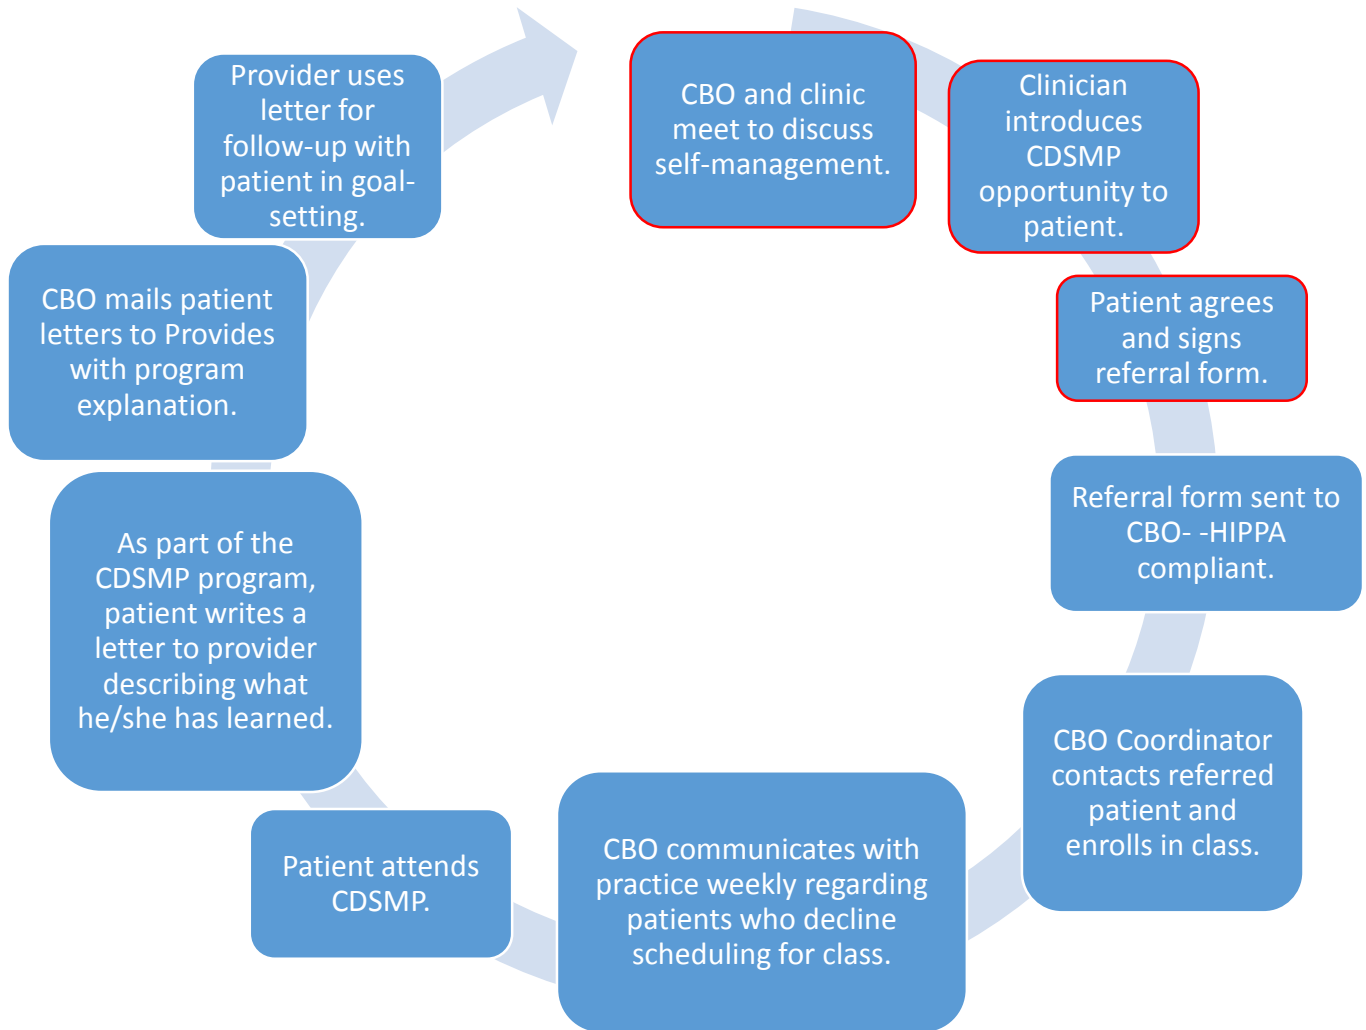 CBO and clinic
meet to discuss
self-management.
Clinician
introduces
CDSMP
opportunity to
patient.
Patient agrees
and signs
referral form.
Referral form sent to
CBO- -HIPPA
compliant.
CBO Coordinator
contacts referred
patient and
enrolls in class.
CBO communicates with
practice weekly regarding
patients who decline
scheduling for class.
Patient attends
CDSMP.
As part of the
CDSMP program,
patient writes a
letter to provider
describing what
he/she has learned.
CBO mails patient
letters to Provides
with program
explanation.
Provider uses
letter for
follow-up with
patient in goal-
setting.